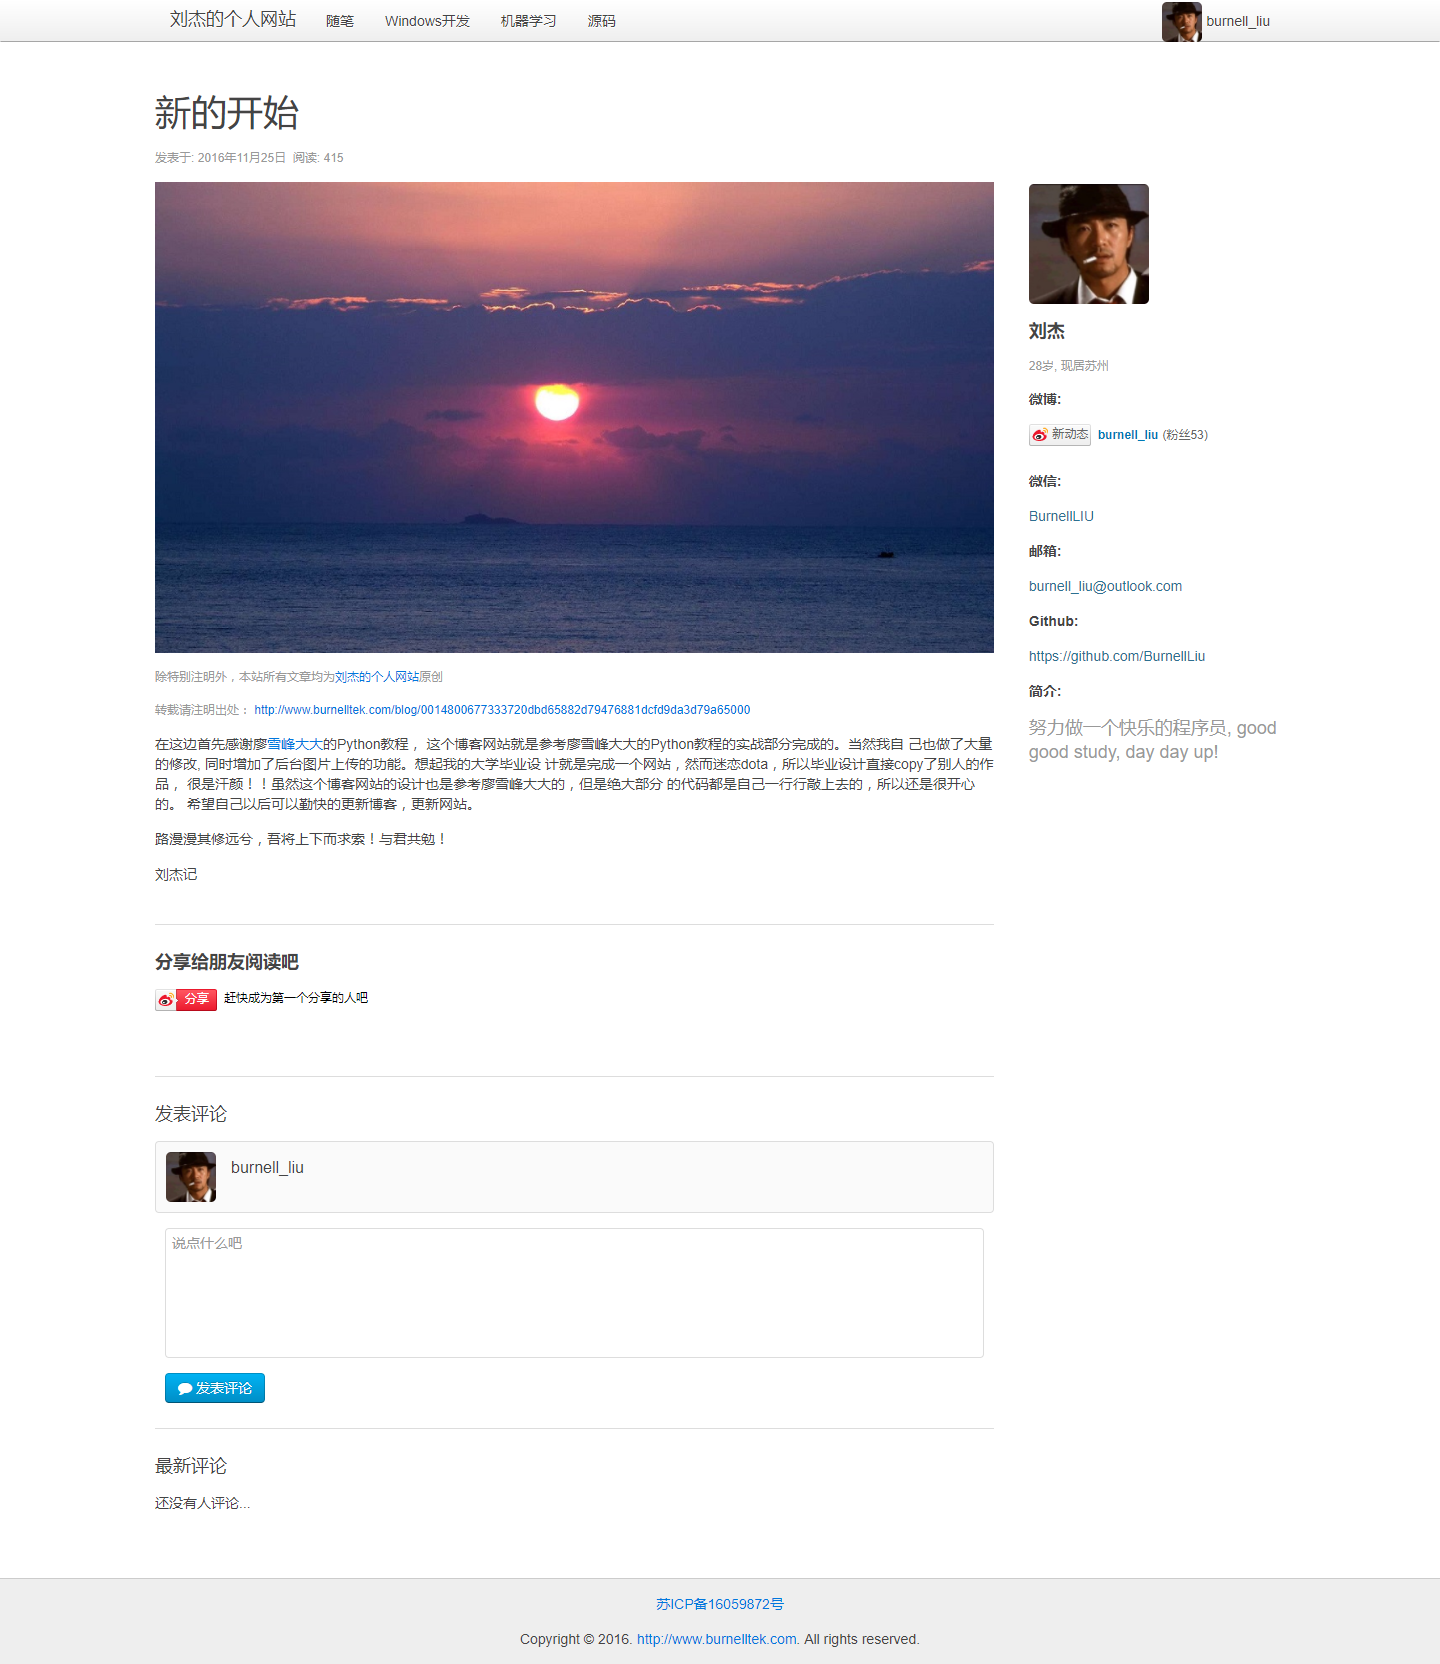 刘杰的个人网站 随笔 Windows开发 机器学习 源码 burnell_liu
新的开始
发表于: 2016年11月25日 阅读: 415
除特别注明外，本站所有文章均为刘杰的个人网站原创
转载请注明出处： http://www.burnelltek.com/blog/0014800677333720dbd65882d79476881dcfd9da3d79a65000
在这边首先感谢廖雪峰大大的Python教程， 这个博客网站就是参考廖雪峰大大的Python教程的实战部分完成的。当然我自 己也做了大量
的修改, 同时增加了后台图片上传的功能。想起我的大学毕业设 计就是完成一个网站，然而迷恋dota，所以毕业设计直接copy了别人的作
品， 很是汗颜！！虽然这个博客网站的设计也是参考廖雪峰大大的，但是绝大部分 的代码都是自己一行行敲上去的，所以还是很开心
的。 希望自己以后可以勤快的更新博客，更新网站。
路漫漫其修远兮，吾将上下而求索！与君共勉！
刘杰记
分享给朋友阅读吧
分享 赶快成为第一个分享的人吧
发表评论
burnell_liu
说点什么吧
发表评论
最新评论
还没有人评论...
刘杰
28岁, 现居苏州
微博:
新动态 burnell_liu (粉丝53)
微信:
BurnellLIU
邮箱:
burnell_liu@outlook.com
Github:
https://github.com/BurnellLiu
简介:
努力做一个快乐的程序员, good
good study, day day up!
苏ICP备16059872号
Copyright © 2016. http://www.burnelltek.com. All rights reserved.